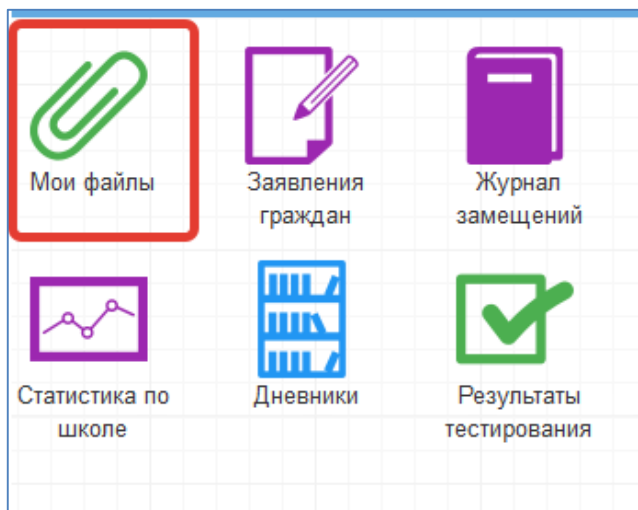 Мои файлы
Заявления
граждан
Журнал
замещений
Статистика по
школе
Дневники
Результаты
тестирования